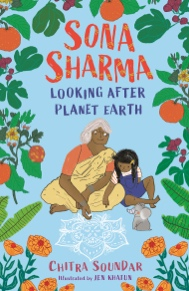 SONA
SHARMA
LOOKING AFTER
PLANET EARTH
CHITRA SOUNDAR
Illustrated by JEN KHATUN